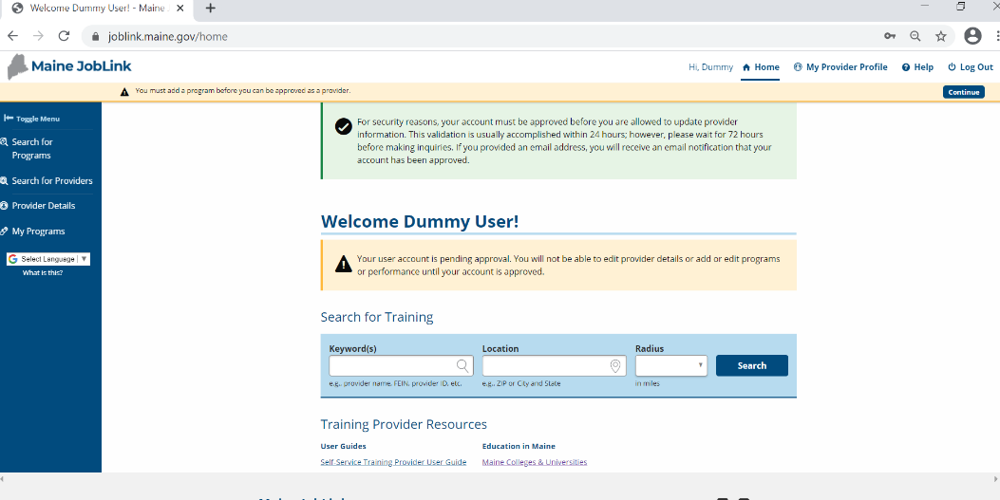 Welcome Dummy User! - Maine
joblink.maine.gov/home
Maine JobLink
Hi, Dummy
Home
My Provider Profile
Help
Log Out
You must add a program before you can be approved as a provider.
Continue
Toggle Menu
Search for
Programs
Search for Providers
Provider Details
My Programs
G Select Language ▼
What is this?
For security reasons, your account must be approved before you are allowed to update provider
information. This validation is usually accomplished within 24 hours; however, please wait for 72 hours
before making inquiries. If you provided an email address, you will receive an email notification that your
account has been approved.
Welcome Dummy User!
Your user account is pending approval. You will not be able to edit provider details or add or edit programs
or performance until your account is approved.
Search for Training
Keyword(s)
e.g., provider name, FEIN, provider ID, etc.
Location
e.g., ZIP or City and State
Radius
in miles
Search
Training Provider Resources
User Guides
Self-Service Training Provider User Guide
Education in Maine
Maine Colleges & Universities